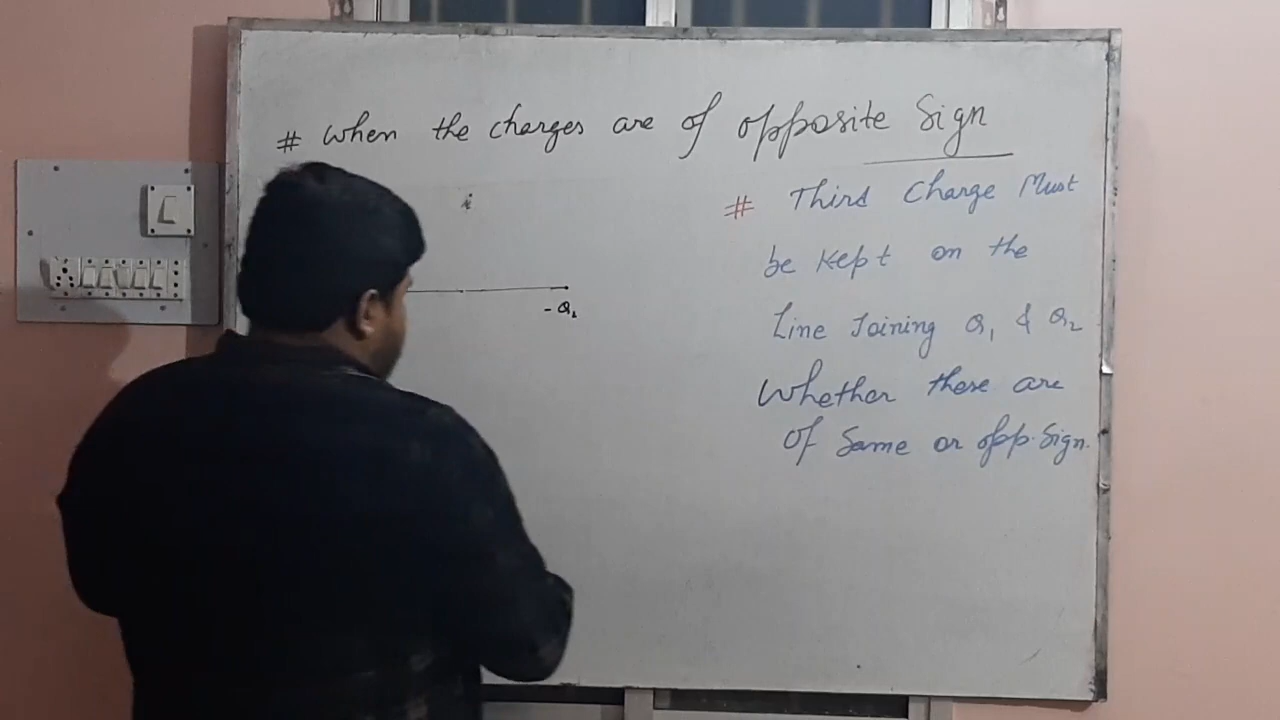 # When the charges are of opposite Sign
# Third Charge Must
be kept on the
Line Joining Q₁ & Q₂
Whether these are
of Same or opp. Sign.
- Q₂